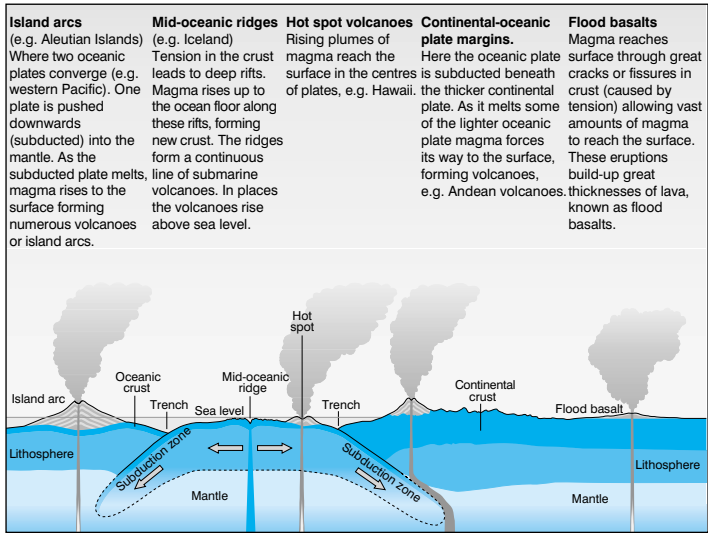 Island arcs
(e.g. Aleutian Islands)
Where two oceanic
plates converge (e.g.
western Pacific). One
plate is pushed
downwards
(subducted) into the
mantle. As the
subducted plate melts,
magma rises to the
surface forming
numerous volcanoes
or island arcs.
Mid-oceanic ridges
(e.g. Iceland)
Tension in the crust
leads to deep rifts.
Magma rises up to
the ocean floor along
these rifts, forming
new crust. The ridges
form a continuous
line of submarine
volcanoes. In places
the volcanoes rise
above sea level.
Hot spot volcanoes
Rising plumes of
magma reach the
surface in the centres
of plates, e.g. Hawaii.
Continental-oceanic
plate margins.
Here the oceanic plate
is subducted beneath
the thicker continental
plate. As it melts some
of the lighter oceanic
plate magma forces
its way to the surface,
forming volcanoes,
e.g. Andean volcanoes.
Flood basalts
Magma reaches
surface through great
cracks or fissures in
crust (caused by
tension) allowing vast
amounts of magma
to reach the surface.
These eruptions
build-up great
thicknesses of lava,
known as flood
basalts.
Hot
spot
Island arc
Oceanic
crust
Trench
Sea level
Mid-oceanic
ridge
Trench
Continental
crust
Flood basalt
Lithosphere
Subduction zone
Subduction zone
Lithosphere
Mantle
Mantle